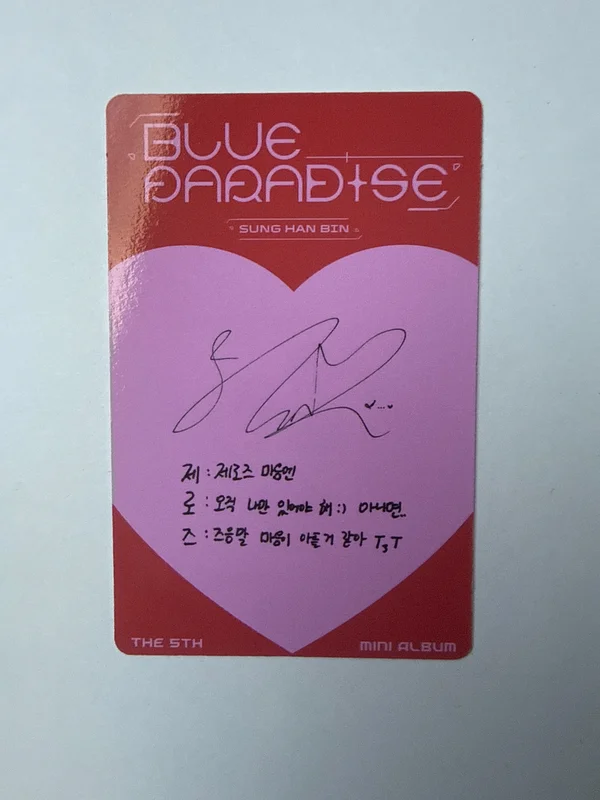 BLUE
PARADISE
SUNG HAN BIN
제 : 제로즈 마음엔
로 : 오직 나만 있어야 해 :) 아니면..
즈 : 즈응말 마음이 아플거 같아 T3T
THE 5TH
MINI ALBUM